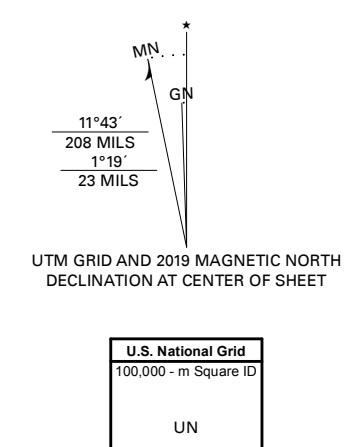 ★
MN
GN
11°43´
208 MILS
1°19´
23 MILS
UTM GRID AND 2019 MAGNETIC NORTH
DECLINATION AT CENTER OF SHEET
U.S. National Grid
100,000 - m Square ID
UN